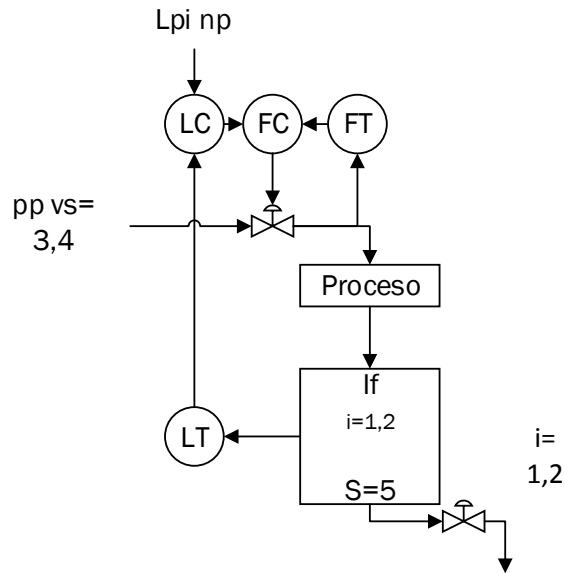 Lpi np
LC
FC
FT
pp vs=
3,4
Proceso
If
i=1,2
LT
S=5
i=
1,2